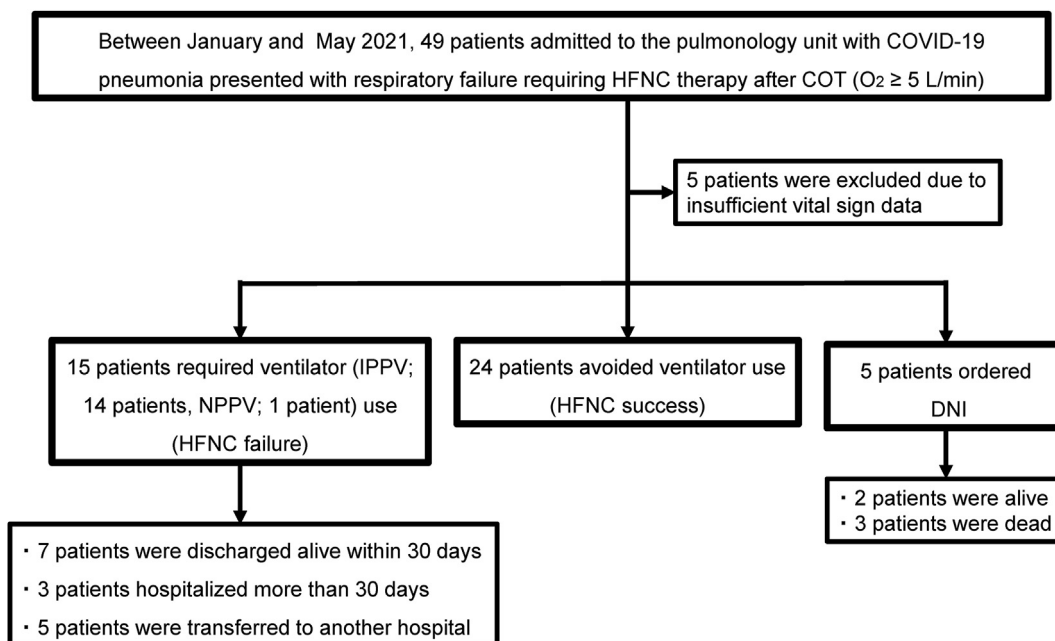 Between January and May 2021, 49 patients admitted to the pulmonology unit with COVID-19
pneumonia presented with respiratory failure requiring HFNC therapy after COT (O₂ ≥ 5 L/min)
5 patients were excluded due to
insufficient vital sign data
15 patients required ventilator (IPPV;
14 patients, NPPV; 1 patient) use
(HFNC failure)
24 patients avoided ventilator use
(HFNC success)
5 patients ordered
DNI
・2 patients were alive
・3 patients were dead
・7 patients were discharged alive within 30 days
・3 patients hospitalized more than 30 days
・5 patients were transferred to another hospital